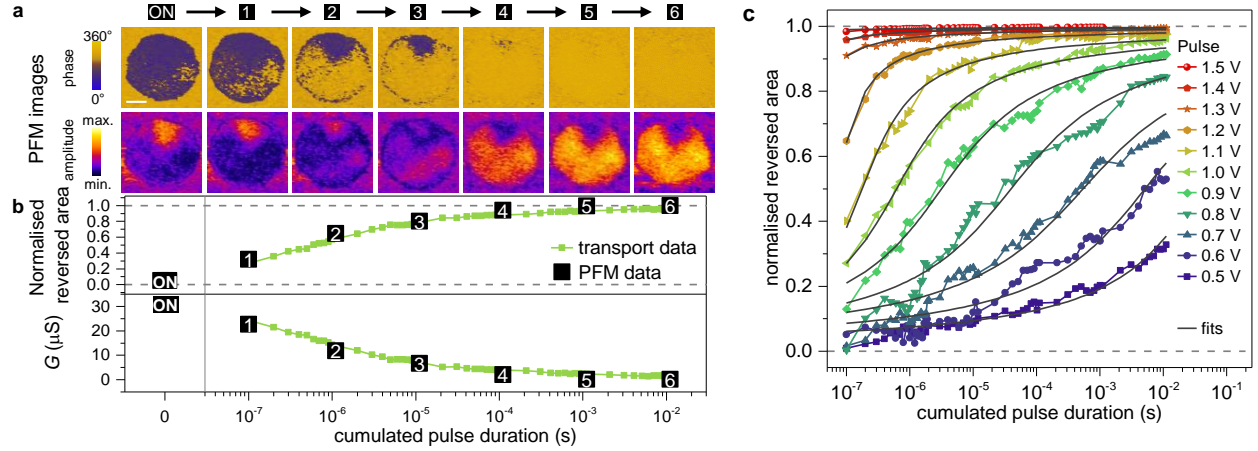 a
ON 1 2 3 4 5 6
PFM images
phase
360°
0°
amplitude
max.
min.
b
Normalised
reversed area
1.0
0.8
0.6
0.4
0.2
0.0
ON
1
2
3
4
5
6
transport data
PFM data
G (µS)
30
20
10
0
ON
1
2
3
4
5
6
0 10⁻⁷ 10⁻⁶ 10⁻⁵ 10⁻⁴ 10⁻³ 10⁻²
cumulated pulse duration (s)
c
normalised reversed area
1.0
0.8
0.6
0.4
0.2
0.0
Pulse
1.5 V
1.4 V
1.3 V
1.2 V
1.1 V
1.0 V
0.9 V
0.8 V
0.7 V
0.6 V
0.5 V
fits
10⁻⁷ 10⁻⁶ 10⁻⁵ 10⁻⁴ 10⁻³ 10⁻² 10⁻¹
cumulated pulse duration (s)